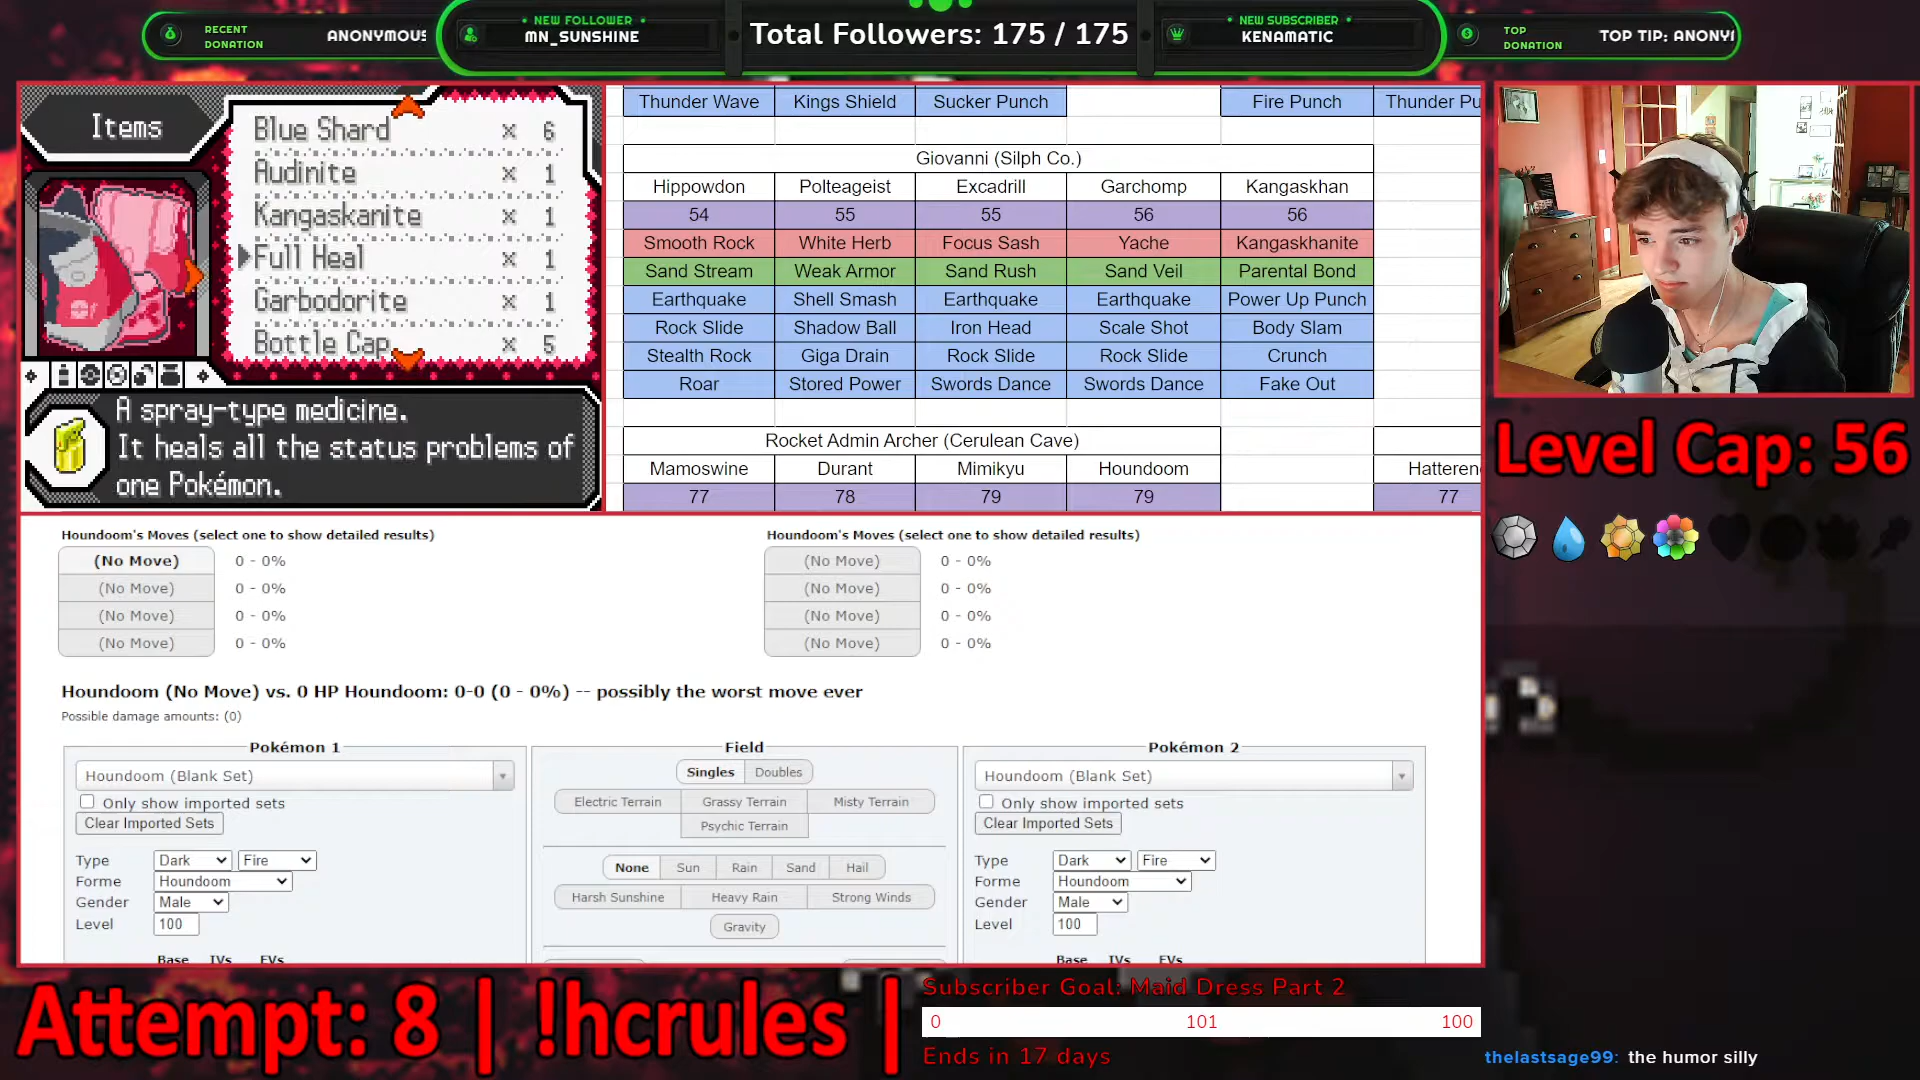 RECENT DONATION ANONYMOUS
NEW FOLLOWER
MN_SUNSHINE
Total Followers: 175 / 175
NEW SUBSCRIBER
KENAMATIC
TOP DONATION TOP TIP: ANONY
Items
Blue Shard × 6
Audinite × 1
Kangaskanite × 1
Full Heal × 1
Garbodorite × 1
Bottle Cap × 5
A spray-type medicine.
It heals all the status problems of
one Pokémon.
Thunder Wave Kings Shield Sucker Punch Fire Punch Thunder Pu
Giovanni (Silph Co.)
Hippowdon Polteageist Excadrill Garchomp Kangaskhan
54 55 55 56 56
Smooth Rock White Herb Focus Sash Yache Kangaskhanite
Sand Stream Weak Armor Sand Rush Sand Veil Parental Bond
Earthquake Shell Smash Earthquake Earthquake Power Up Punch
Rock Slide Shadow Ball Iron Head Scale Shot Body Slam
Stealth Rock Giga Drain Rock Slide Rock Slide Crunch
Roar Stored Power Swords Dance Swords Dance Fake Out
Rocket Admin Archer (Cerulean Cave)
Mamoswine Durant Mimikyu Houndoom Hatteren
77 78 79 79 77
Level Cap: 56
Houndoom's Moves (select one to show detailed results) Houndoom's Moves (select one to show detailed results)
(No Move) 0 - 0% (No Move) 0 - 0%
(No Move) 0 - 0% (No Move) 0 - 0%
(No Move) 0 - 0% (No Move) 0 - 0%
(No Move) 0 - 0% (No Move) 0 - 0%
Houndoom (No Move) vs. 0 HP Houndoom: 0-0 (0 - 0%) -- possibly the worst move ever
Possible damage amounts: (0)
Pokémon 1 Field Pokémon 2
Houndoom (Blank Set) Singles Doubles Houndoom (Blank Set)
Only show imported sets Electric Terrain Grassy Terrain Misty Terrain Only show imported sets
Clear Imported Sets Psychic Terrain Clear Imported Sets
Type Dark Fire None Sun Rain Sand Hail Type Dark Fire
Forme Houndoom Harsh Sunshine Heavy Rain Strong Winds Forme Houndoom
Gender Male Gender Male
Level 100 Gravity Level 100
Base IVs EVs Base IVs EVs
Attempt: 8 | !hcrules |
Subscriber Goal: Maid Dress Part 2
0 101 100
Ends in 17 days
thelastsage99: the humor silly